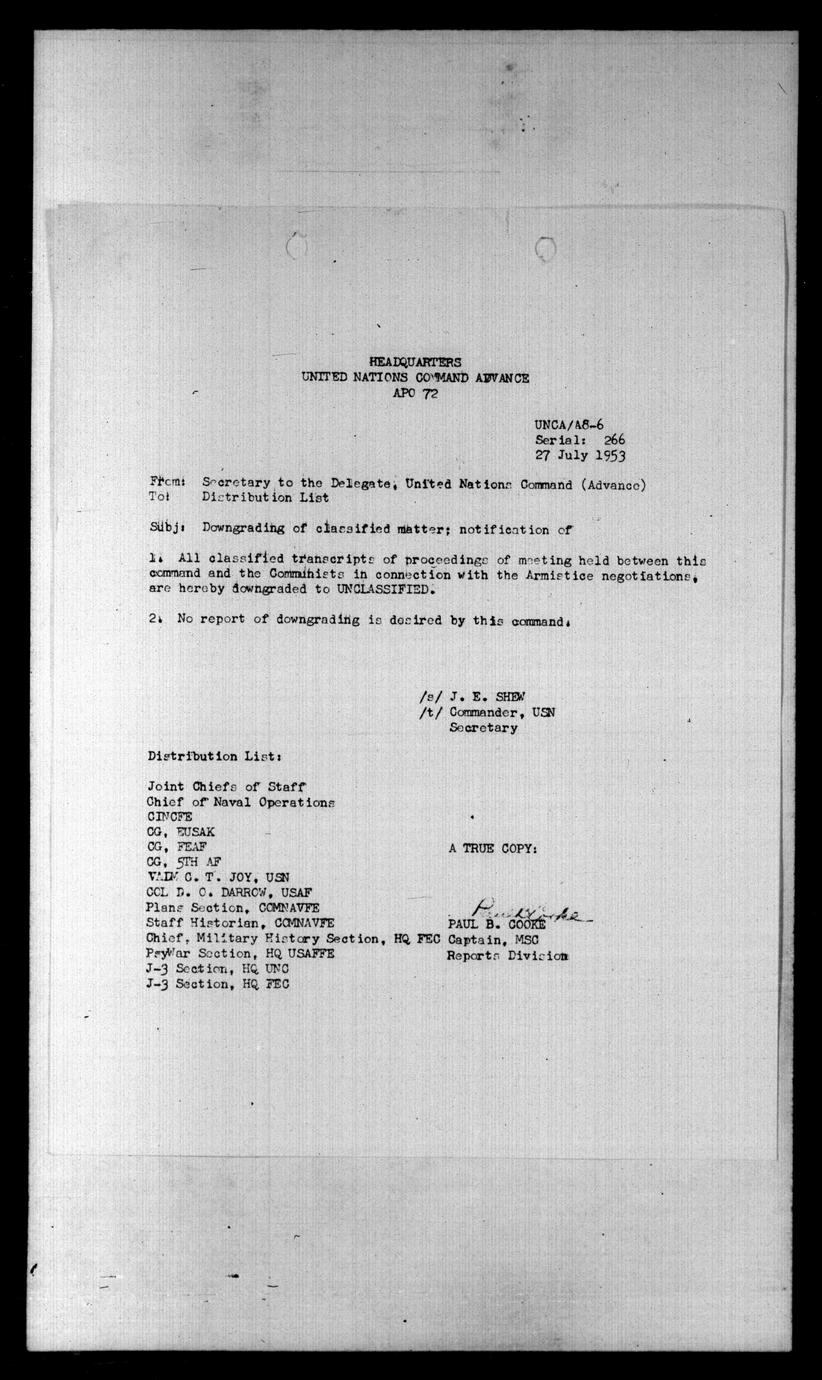 HEADQUARTERS
UNITED NATIONS COMMAND ADVANCE
APO 72
UNCA/A8-6
Serial: 266
27 July 1953
From: Secretary to the Delegate, United Nations Command (Advance)
To: Distribution List
Subj: Downgrading of classified matter; notification of
1. All classified transcripts of proceedings of meeting held between this
command and the Communists in connection with the Armistice negotiations,
are hereby downgraded to UNCLASSIFIED.
2. No report of downgrading is desired by this command.
/s/ J. E. SHEW
/t/ Commander, USN
Secretary
Distribution List:
Joint Chiefs of Staff
Chief of Naval Operations
CINCFE
CG, EUSAK
CG, FEAF
CG, 5TH AF
VADM C. T. JOY, USN
COL D. O. DARROW, USAF
Plans Section, COMNAVFE
Staff Historian, COMNAVFE
Chief, Military History Section, HQ FEC
PsyWar Section, HQ USAFFE
J-3 Section, HQ UNC
J-3 Section, HQ FEC
A TRUE COPY:
Paul B Cooke
PAUL B. COOKE
Captain, MSC
Reports Division